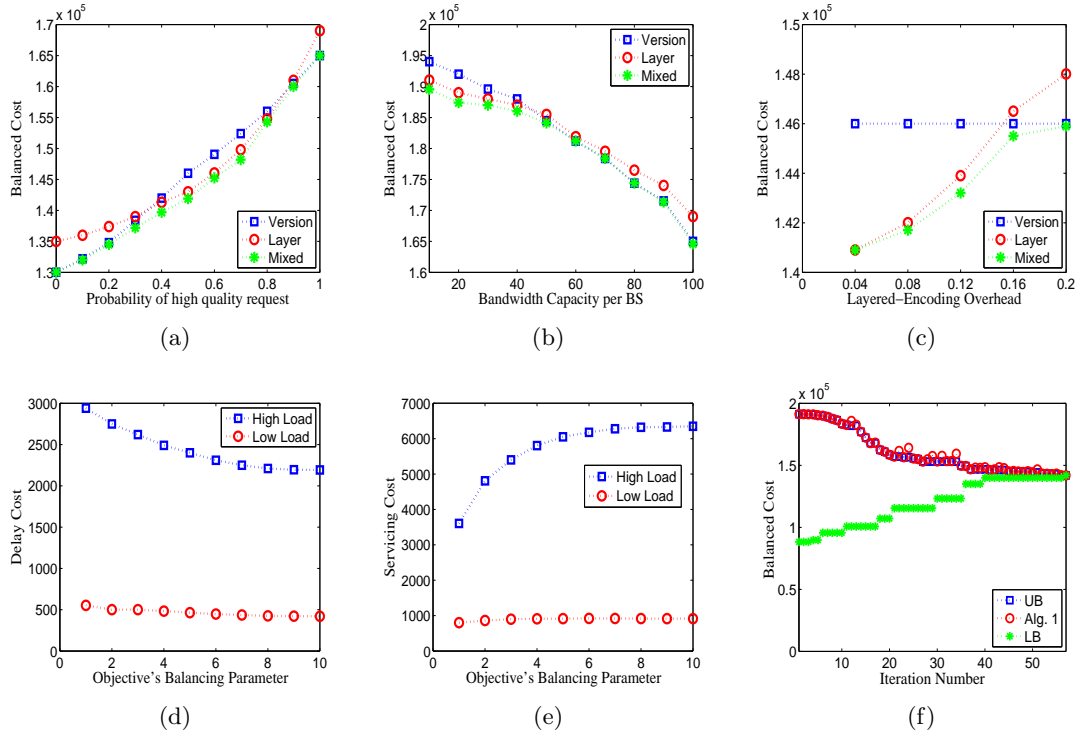 x 10^5
1.7
1.65
1.6
1.55
1.5
1.45
1.4
1.35
1.3
Balanced Cost
Version
Layer
Mixed
0 0.2 0.4 0.6 0.8 1
Probability of high quality request
(a)
x 10^5
2
1.95
1.9
1.85
1.8
1.75
1.7
1.65
1.6
Balanced Cost
Version
Layer
Mixed
20 40 60 80 100
Bandwidth Capacity per BS
(b)
x 10^5
1.5
1.48
1.46
1.44
1.42
1.4
Balanced Cost
Version
Layer
Mixed
0.00 0.04 0.08 0.12 0.16 0.2
Layered−Encoding Overhead
(c)
3000
2500
2000
1500
1000
500
0
Delay Cost
High Load
Low Load
0 2 4 6 8 10
Objective's Balancing Parameter
(d)
7000
6000
5000
4000
3000
2000
1000
0
Servicing Cost
High Load
Low Load
0 2 4 6 8 10
Objective's Balancing Parameter
(e)
x 10^5
2
1.5
1
0.5
0
Balanced Cost
UB
Alg. 1
LB
10 20 30 40 50
Iteration Number
(f)